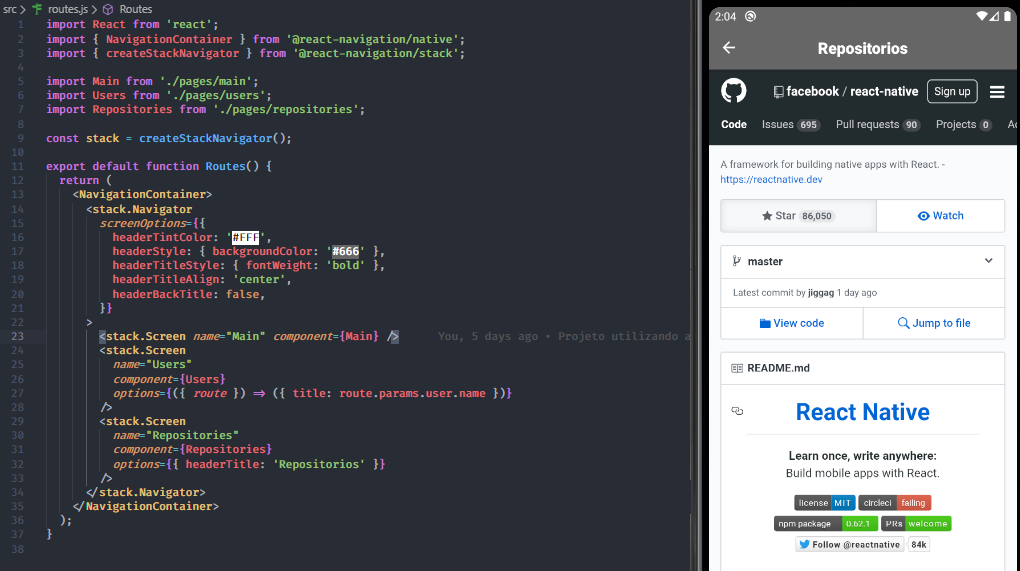 src > routes.js > Routes
1 import React from 'react';
2 import { NavigationContainer } from '@react-navigation/native';
3 import { createStackNavigator } from '@react-navigation/stack';
4
5 import Main from './pages/main';
6 import Users from './pages/users';
7 import Repositories from './pages/repositories';
8
9 const stack = createStackNavigator();
10
11 export default function Routes() {
12 return (
13 <NavigationContainer>
14 <stack.Navigator
15 screenOptions={{
16 headerTintColor: '#FFF',
17 headerStyle: { backgroundColor: '#666' },
18 headerTitleStyle: { fontWeight: 'bold' },
19 headerTitleAlign: 'center',
20 headerBackTitle: false,
21 }}
22 >
23 <stack.Screen name="Main" component={Main} /> You, 5 days ago • Projeto utilizando a
24 <stack.Screen
25 name="Users"
26 component={Users}
27 options={({ route }) => ({ title: route.params.user.name })}
28 />
29 <stack.Screen
30 name="Repositories"
31 component={Repositories}
32 options={{ headerTitle: 'Repositorios' }}
33 />
34 </stack.Navigator>
35 </NavigationContainer>
36 );
37 }
38
2:04
Repositorios
facebook / react-native Sign up
Code Issues 695 Pull requests 90 Projects 0 Ac
A framework for building native apps with React. -
https://reactnative.dev
Star 86,050 Watch
master
Latest commit by jiggag 1 day ago
View code Jump to file
README.md
React Native
Learn once, write anywhere:
Build mobile apps with React.
license MIT circleci failing
npm package 0.62.1 PRs welcome
Follow @reactnative 84k